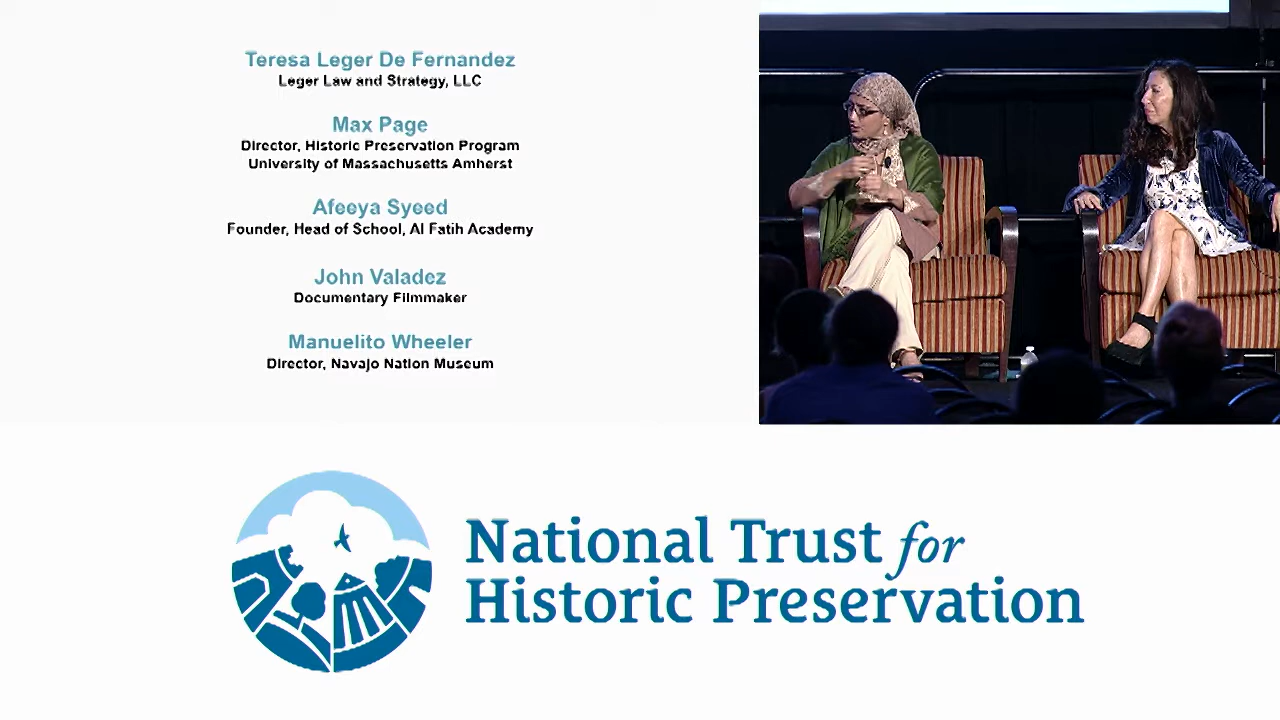 Teresa Leger De Fernandez
Leger Law and Strategy, LLC
Max Page
Director, Historic Preservation Program
University of Massachusetts Amherst
Afeeya Syeed
Founder, Head of School, Al Fatih Academy
John Valadez
Documentary Filmmaker
Manuelito Wheeler
Director, Navajo Nation Museum
National Trust for
Historic Preservation